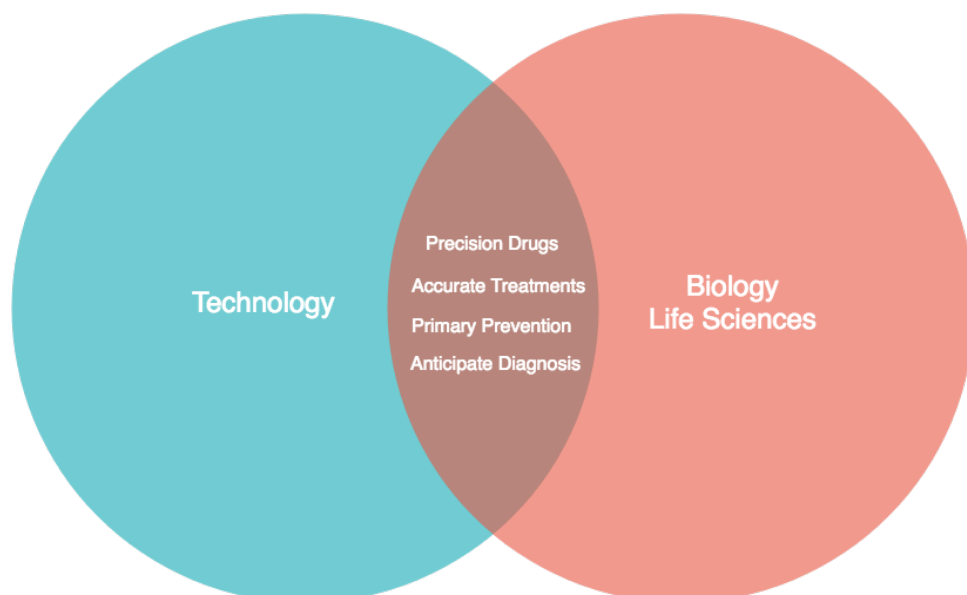 Technology
Precision Drugs
Accurate Treatments
Primary Prevention
Anticipate Diagnosis
Biology
Life Sciences